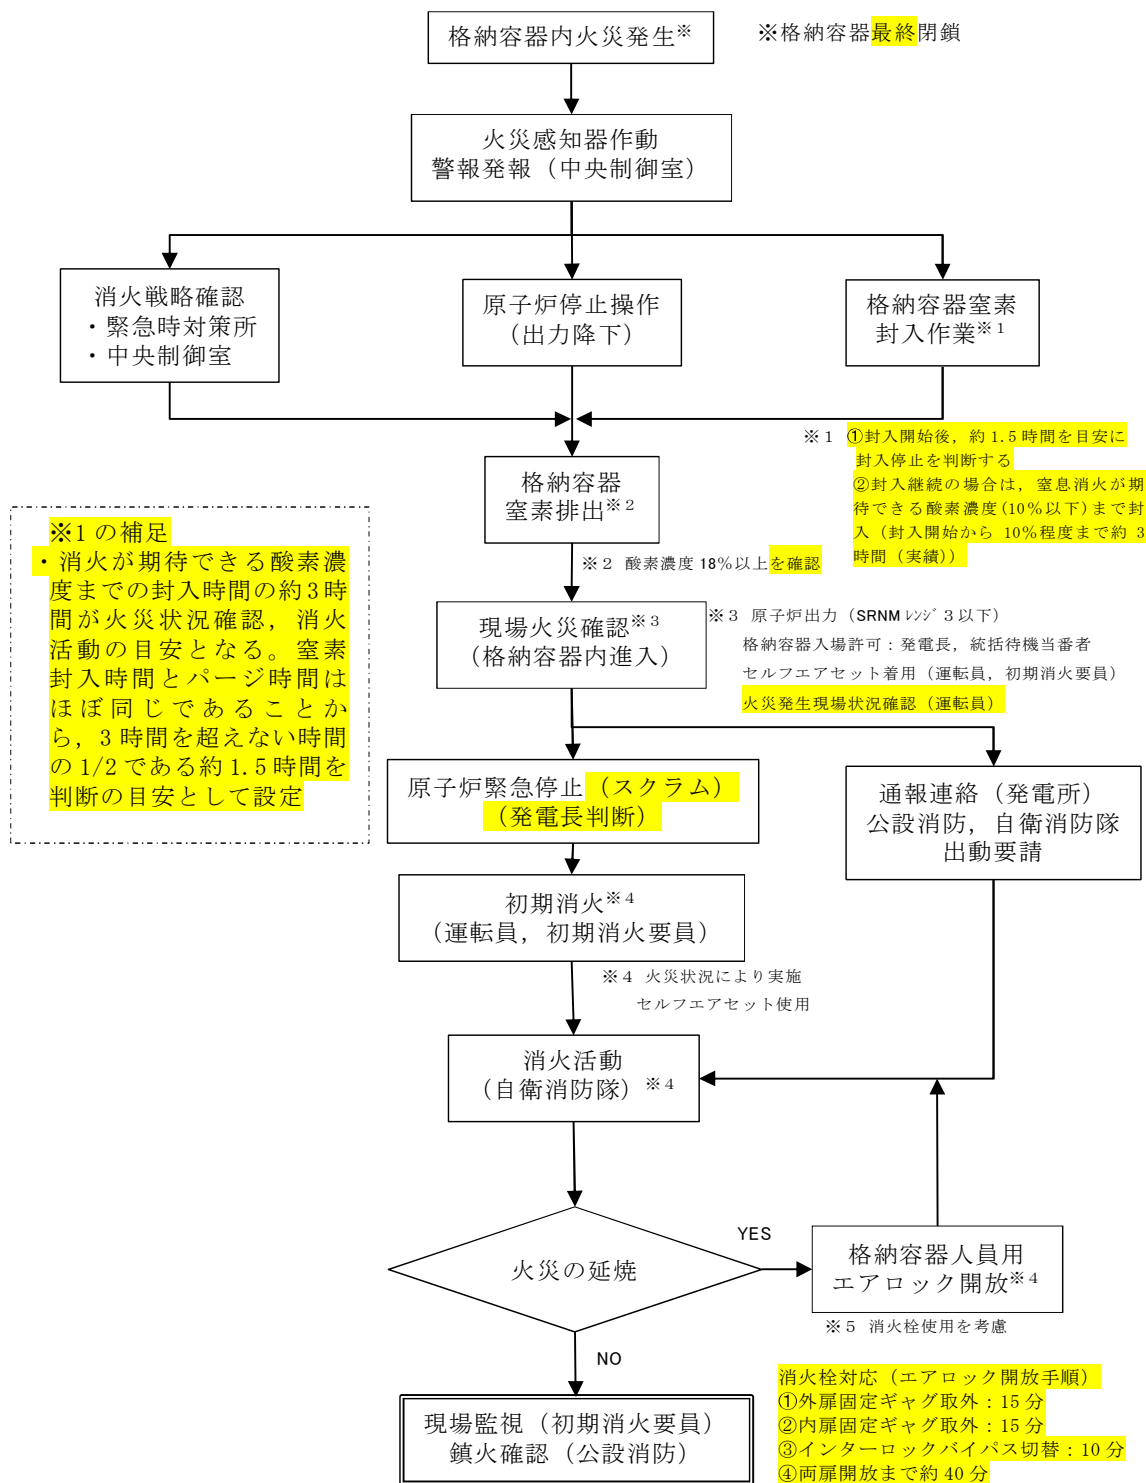 格納容器内火災発生※
※格納容器最終閉鎖
火災感知器作動
警報発報（中央制御室）
消火戦略確認
・緊急時対策所
・中央制御室
原子炉停止操作
（出力降下）
格納容器窒素
封入作業※1
※1 ①封入開始後，約1.5時間を目安に
封入停止を判断する
②封入継続の場合は，窒息消火が期
待できる酸素濃度(10%以下)まで封
入（封入開始から 10%程度まで約 3
時間（実績））
格納容器
窒素排出※2
※2 酸素濃度18%以上を確認
※1の補足
・消火が期待できる酸素濃
度までの封入時間の約3時
間が火災状況確認，消火
活動の目安となる。窒素
封入時間とパージ時間は
ほぼ同じであることか
ら，3時間を超えない時間
の1/2である約1.5時間を
判断の目安として設定
現場火災確認※3
（格納容器内進入）
※3 原子炉出力（SRNMﾚﾝｼﾞ3以下）
格納容器入場許可：発電長，統括待機当番者
セルフエアセット着用（運転員，初期消火要員）
火災発生現場状況確認（運転員）
原子炉緊急停止（スクラム）
（発電長判断）
通報連絡（発電所）
公設消防，自衛消防隊
出動要請
初期消火※4
（運転員，初期消火要員）
※4 火災状況により実施
セルフエアセット使用
消火活動
（自衛消防隊）※4
火災の延焼
YES
格納容器人員用
エアロック開放※4
※5 消火栓使用を考慮
NO
現場監視（初期消火要員）
鎮火確認（公設消防）
消火栓対応（エアロック開放手順）
①外扉固定ギャグ取外：15分
②内扉固定ギャグ取外：15分
③インターロックバイパス切替：10分
④両扉開放まで約40分